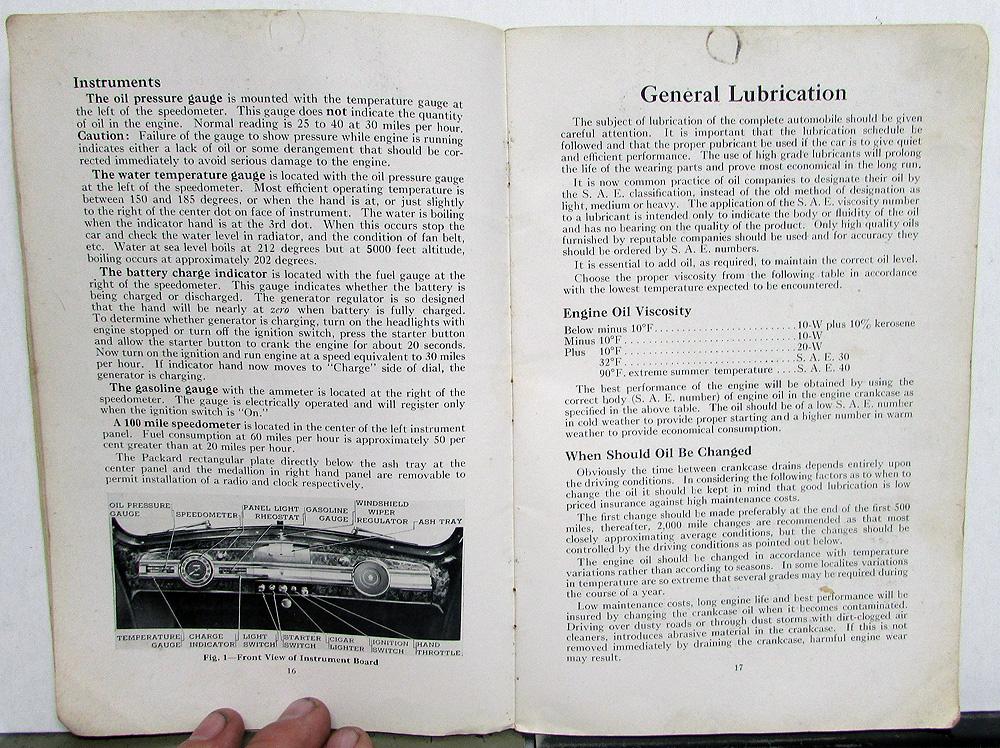 Instruments
The oil pressure gauge is mounted with the temperature gauge at
the left of the speedometer. This gauge does not indicate the quantity
of oil in the engine. Normal reading is 25 to 40 at 30 miles per hour.
Caution: Failure of the gauge to show pressure while engine is running
indicates either a lack of oil or some derangement that should be cor-
rected immediately to avoid serious damage to the engine.
The water temperature gauge is located with the oil pressure gauge
at the left of the speedometer. Most efficient operating temperature is
between 150 and 185 degrees, or when the hand is at, or just slightly
to the right of the center dot on face of instrument. The water is boiling
when the indicator hand is at the 3rd dot. When this occurs stop the
car and check the water level in radiator, and the condition of fan belt,
etc. Water at sea level boils at 212 degrees but at 5000 feet altitude,
boiling occurs at approximately 202 degrees.
The battery charge indicator is located with the fuel gauge at the
right of the speedometer. This gauge indicates whether the battery is
being charged or discharged. The generator regulator is so designed
that the hand will be nearly at zero when battery is fully charged.
To determine whether generator is charging, turn on the headlights with
engine stopped or turn off the ignition switch, press the starter button
and allow the starter button to crank the engine for about 20 seconds.
Now turn on the ignition and run engine at a speed equivalent to 30 miles
per hour. If indicator hand now moves to "Charge" side of dial, the
generator is charging.
The gasoline gauge with the ammeter is located at the right of the
speedometer. The gauge is electrically operated and will register only
when the ignition switch is "On."
A 100 mile speedometer is located in the center of the left instrument
panel. Fuel consumption at 60 miles per hour is approximately 50 per
cent greater than at 20 miles per hour.
The Packard rectangular plate directly below the ash tray at the
center panel and the medallion in right hand panel are removable to
permit installation of a radio and clock respectively.
OIL PRESSURE GAUGE
SPEEDOMETER
PANEL LIGHT RHEOSTAT
GASOLINE GAUGE
WINDSHIELD WIPER REGULATOR
ASH TRAY
TEMPERATURE GAUGE
CHARGE INDICATOR
LIGHT SWITCH
STARTER SWITCH
CIGAR LIGHTER
IGNITION SWITCH
HAND THROTTLE
Fig. 1—Front View of Instrument Board
16
General Lubrication
The subject of lubrication of the complete automobile should be given
careful attention. It is important that the lubrication schedule be
followed and that the proper pubricant be used if the car is to give quiet
and efficient performance. The use of high grade lubricants will prolong
the life of the wearing parts and prove most economical in the long run.
It is now common practice of oil companies to designate their oil by
the S. A. E. classification, instead of the old method of designation as
light, medium or heavy. The application of the S. A. E. viscosity number
to a lubricant is intended only to indicate the body or fluidity of the oil
and has no bearing on the quality of the product. Only high quality oils
furnished by reputable companies should be used and for accuracy they
should be ordered by S. A. E. numbers.
It is essential to add oil, as required, to maintain the correct oil level.
Choose the proper viscosity from the following table in accordance
with the lowest temperature expected to be encountered.
Engine Oil Viscosity
Below minus 10°F..........................10-W plus 10% kerosene
Minus 10°F................................10-W
Plus 10°F................................20-W
32°F................................S. A. E. 30
90°F. extreme summer temperature ....S. A. E. 40
The best performance of the engine will be obtained by using the
correct body (S. A. E. number) of engine oil in the engine crankcase as
specified in the above table. The oil should be of a low S. A. E. number
in cold weather to provide proper starting and a higher number in warm
weather to provide economical consumption.
When Should Oil Be Changed
Obviously the time between crankcase drains depends entirely upon
the driving conditions. In considering the following factors as to when to
change the oil it should be kept in mind that good lubrication is low
priced insurance against high maintenance costs.
The first change should be made preferably at the end of the first 500
miles, thereafter, 2,000 mile changes are recommended as that most
closely approximating average conditions, but the changes should be
controlled by the driving conditions as pointed out below.
The engine oil should be changed in accordance with temperature
variations rather than according to seasons. In some localites variations
in temperature are so extreme that several grades may be required during
the course of a year.
Low maintenance costs, long engine life and best performance will be
insured by changing the crankcase oil when it becomes contaminated.
Driving over dusty roads or through dust storms with dirt-clogged air
cleaners, introduces abrasive material in the crankcase. If this is not
removed immediately by draining the crankcase, harmful engine wear
may result.
17